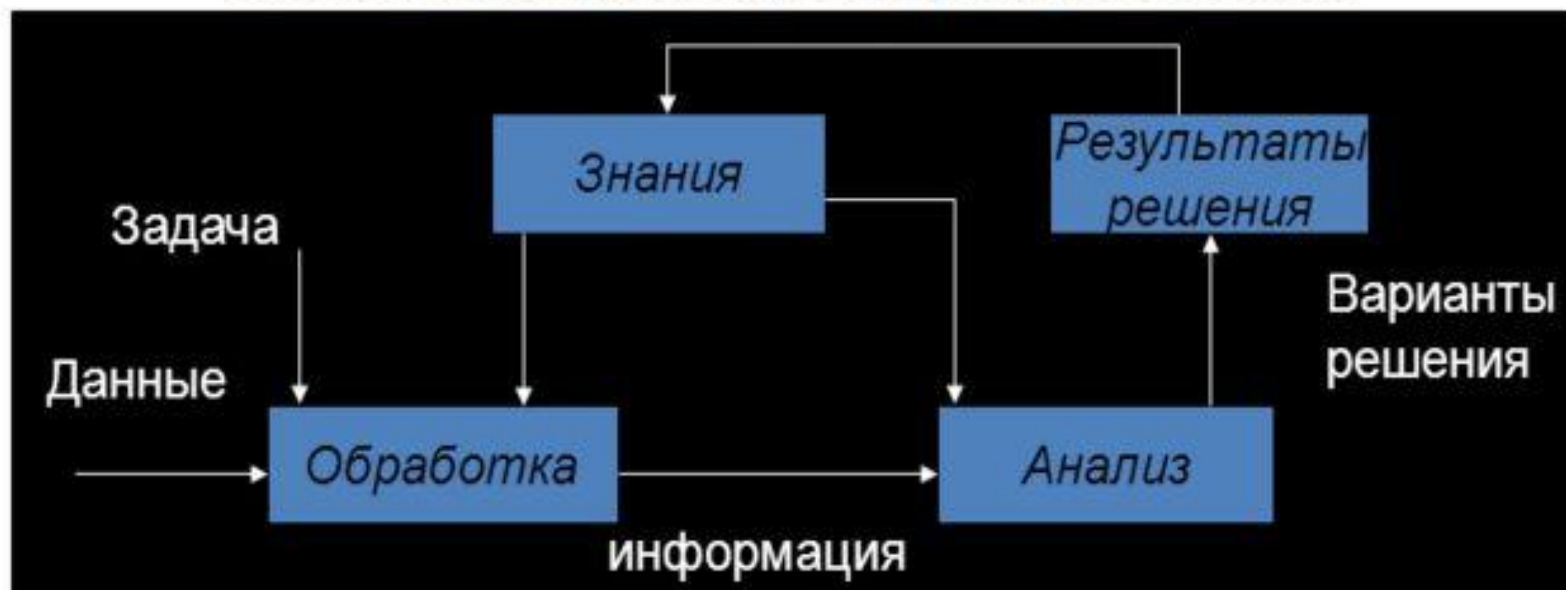 Знания
Результаты
решения
Задача
Варианты
решения
Данные
Обработка
Анализ
информация